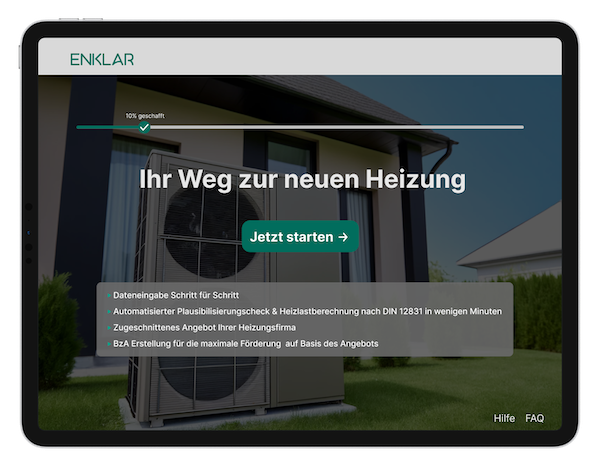 ENKLAR
10% geschafft
Ihr Weg zur neuen Heizung
Jetzt starten →
Dateneingabe Schritt für Schritt
Automatisierter Plausibilisierungscheck & Heizlastberechnung nach DIN 12831 in wenigen Minuten
Zugeschnittenes Angebot Ihrer Heizungsfirma
BzA Erstellung für die maximale Förderung auf Basis des Angebots
Hilfe FAQ